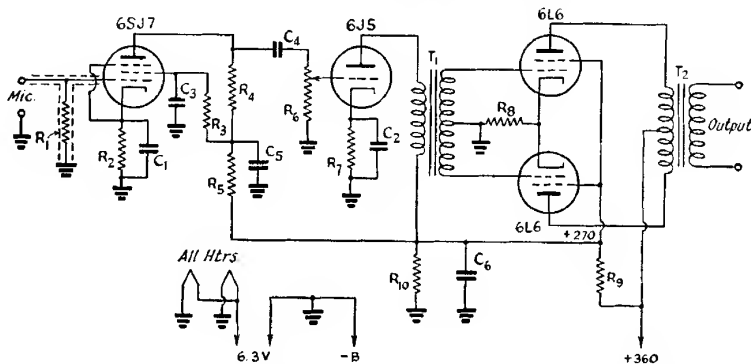 6SJ7
6J5
6L6
C4
T1
T2
Mic.
C3
R4
R6
R8
R1
R3
R2
C1
C5
R7
C2
R5
Output
6L6
+270
All Htrs.
R10
C6
R9
6.3V
-B
+360